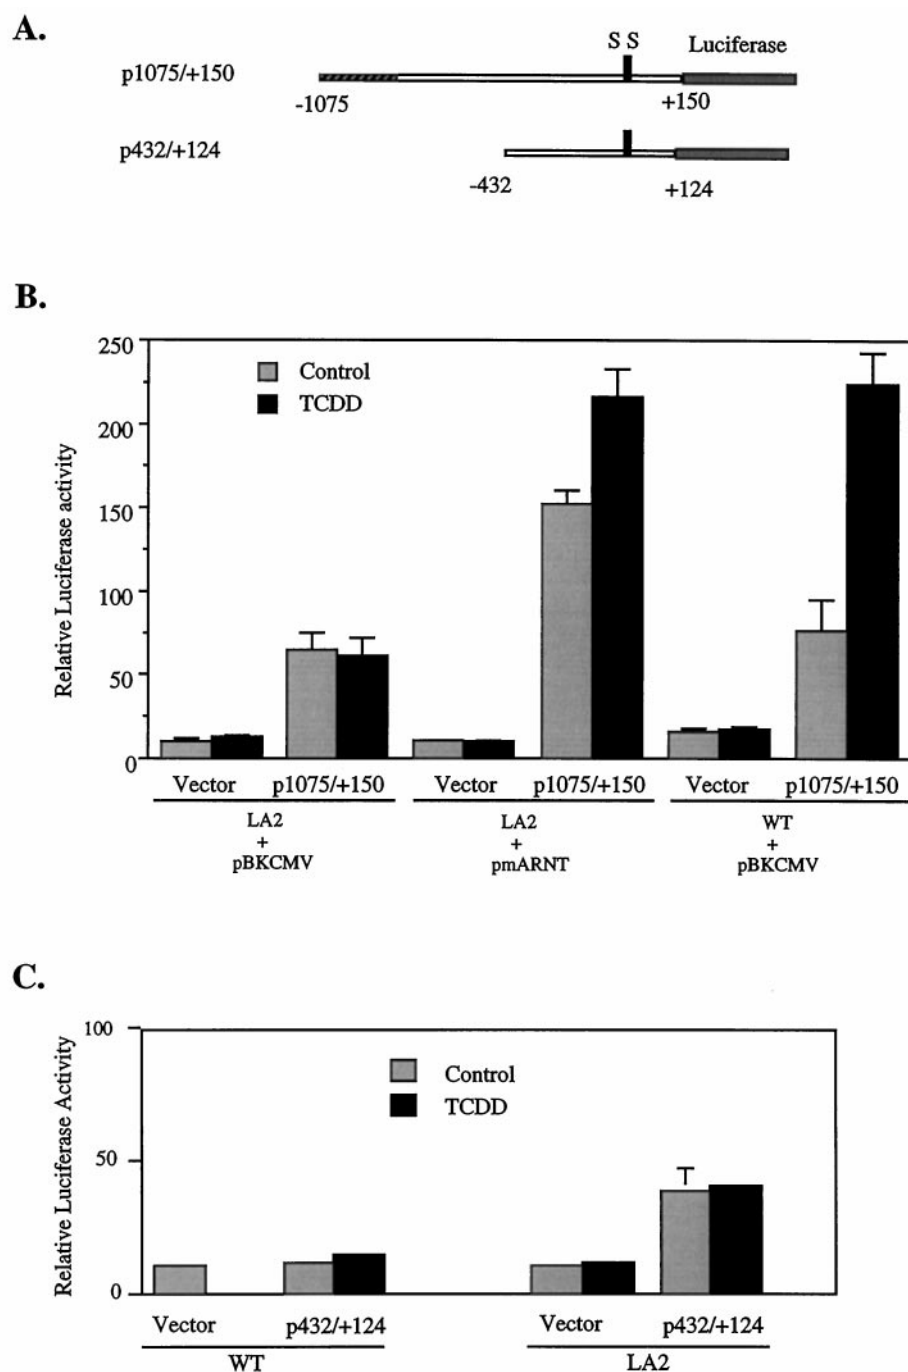 A.
S S Luciferase
p1075/+150
-1075 +150
p432/+124
-432 +124
B.
Relative Luciferase activity
250
200
150
100
50
0
Control
TCDD
Vector p1075/+150 Vector p1075/+150 Vector p1075/+150
LA2 LA2 WT
+ + +
pBKCMV pmARNT pBKCMV
C.
Relative Luciferase Activity
100
50
0
Control
TCDD
Vector p432/+124 Vector p432/+124
WT LA2